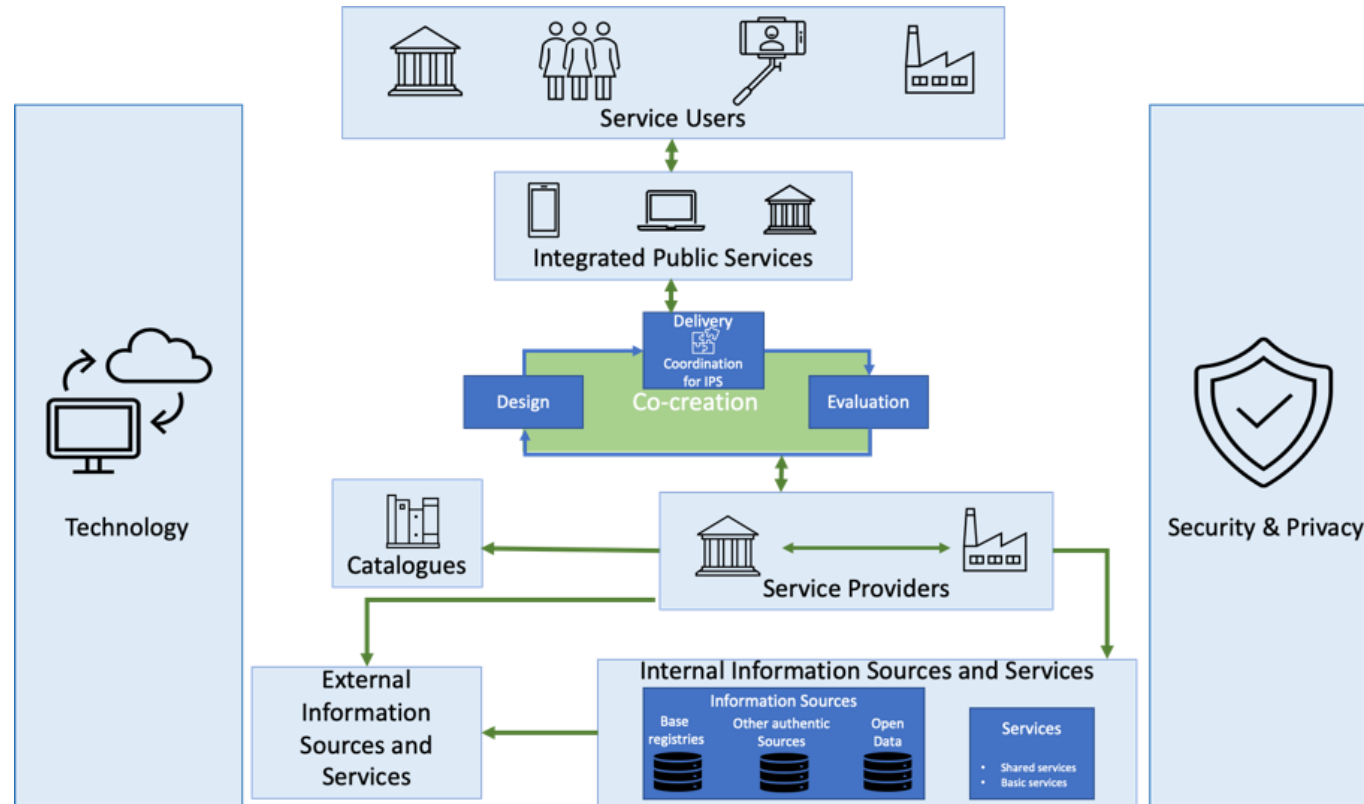 Service Users
Integrated Public Services
Delivery
Coordination
for IPS
Design
Co-creation
Evaluation
Technology
Security & Privacy
Catalogues
Service Providers
External
Information
Sources and
Services
Internal Information Sources and Services
Information Sources
Base
registries
Other authentic
Sources
Open
Data
Services
• Shared services
• Basic services